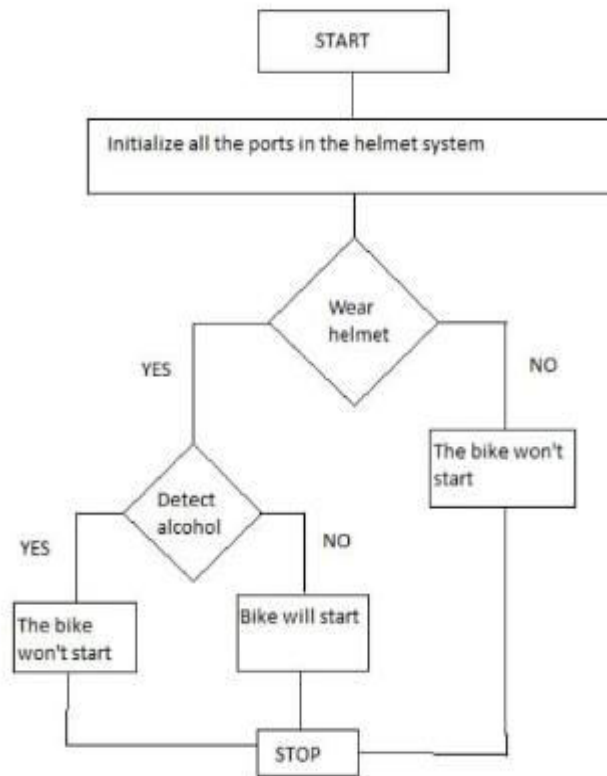 START
Initialize all the ports in the helmet system
Wear
helmet
YES
NO
The bike won't
start
Detect
alcohol
YES
NO
The bike
won't start
Bike will start
STOP